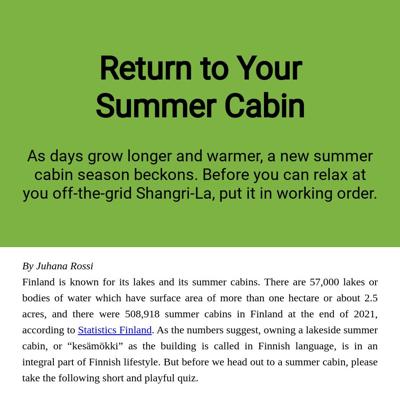 Return to Your
Summer Cabin
As days grow longer and warmer, a new summer
cabin season beckons. Before you can relax at
you off-the-grid Shangri-La, put it in working order.
By Juhana Rossi
Finland is known for its lakes and its summer cabins. There are 57,000 lakes or
bodies of water which have surface area of more than one hectare or about 2.5
acres, and there were 508,918 summer cabins in Finland at the end of 2021,
according to Statistics Finland. As the numbers suggest, owning a lakeside summer
cabin, or “kesämökki” as the building is called in Finnish language, is in an
integral part of Finnish lifestyle. But before we head out to a summer cabin, please
take the following short and playful quiz.